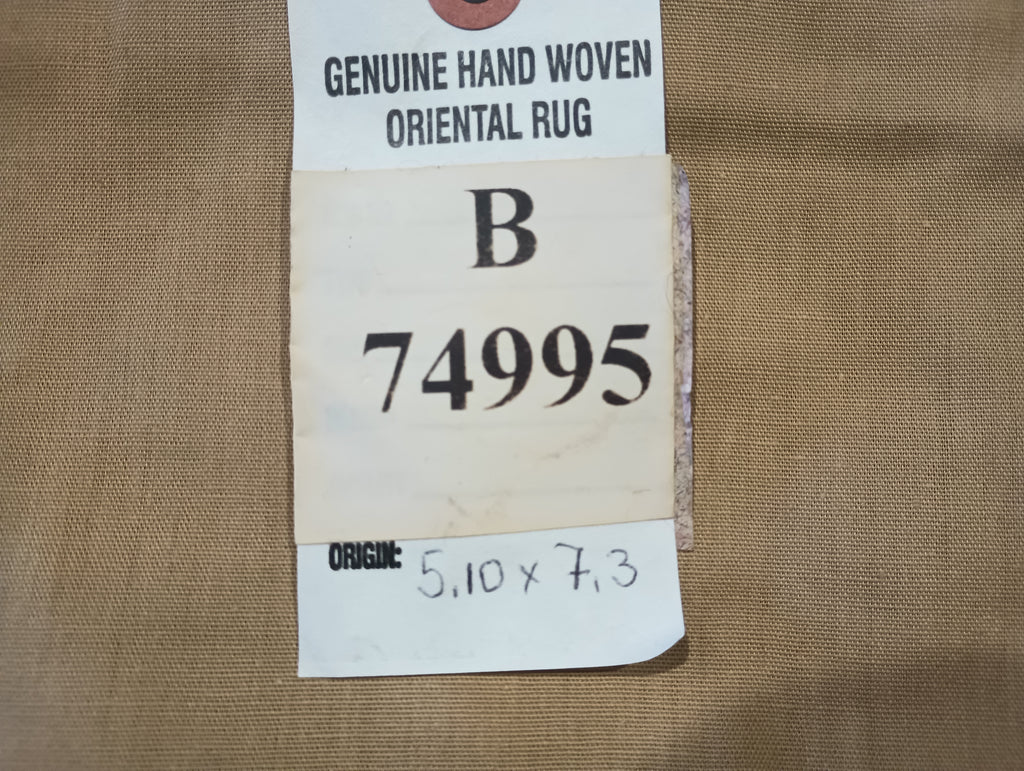 GENUINE HAND WOVEN
ORIENTAL RUG
B
74995
ORIGIN: 5.10 x 7.3